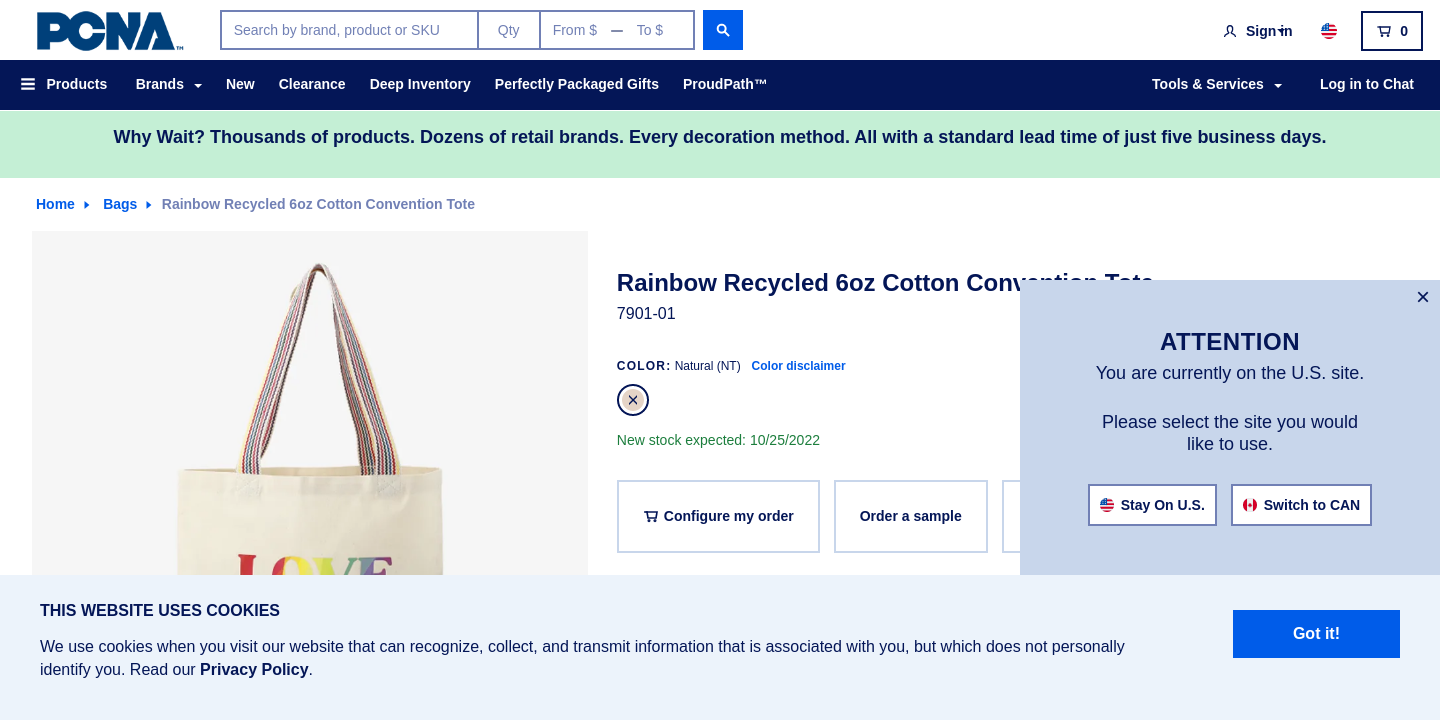 PCNA™
Search by brand, product or SKU
Qty
From $ — To $
Sign in
0
Products
Brands
New
Clearance
Deep Inventory
Perfectly Packaged Gifts
ProudPath™
Tools & Services
Log in to Chat
Why Wait? Thousands of products. Dozens of retail brands. Every decoration method. All with a standard lead time of just five business days.
Home
Bags
Rainbow Recycled 6oz Cotton Convention Tote
Rainbow Recycled 6oz Cotton Convention Tote
7901-01
COLOR: Natural (NT) Color disclaimer
New stock expected: 10/25/2022
Configure my order
Order a sample
LOVE
ATTENTION
You are currently on the U.S. site.
Please select the site you would
like to use.
Stay On U.S.
Switch to CAN
THIS WEBSITE USES COOKIES
We use cookies when you visit our website that can recognize, collect, and transmit information that is associated with you, but which does not personally
identify you. Read our Privacy Policy.
Got it!